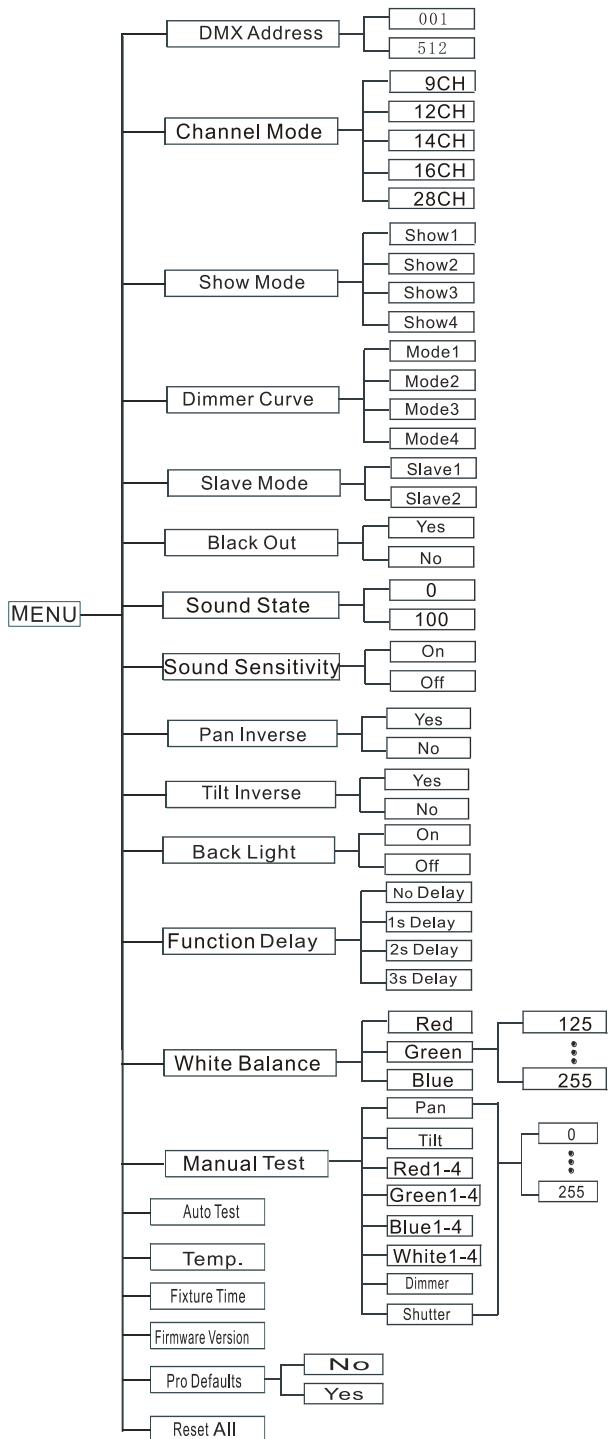 MENU
DMX Address
001
512
Channel Mode
9CH
12CH
14CH
16CH
28CH
Show Mode
Show1
Show2
Show3
Show4
Dimmer Curve
Mode1
Mode2
Mode3
Mode4
Slave Mode
Slave1
Slave2
Black Out
Yes
No
Sound State
0
100
Sound Sensitivity
On
Off
Pan Inverse
Yes
No
Tilt Inverse
Yes
No
Back Light
On
Off
Function Delay
No Delay
1s Delay
2s Delay
3s Delay
White Balance
Red
Green
Blue
125
255
Manual Test
Pan
Tilt
Red1-4
Green1-4
Blue1-4
White1-4
Dimmer
Shutter
0
255
Auto Test
Temp.
Fixture Time
Firmware Version
Pro Defaults
No
Yes
Reset All